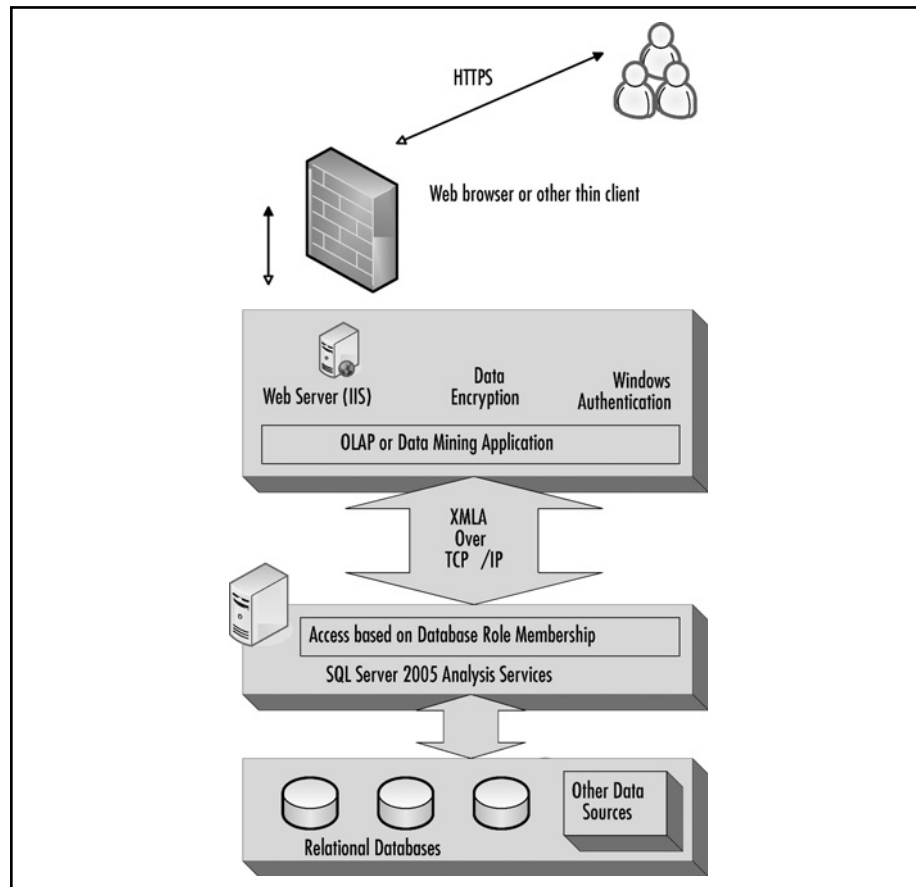 HTTPS
Web browser or other thin client
Web Server (IIS)
Data
Encryption
Windows
Authentication
OLAP or Data Mining Application
XMLA
Over
TCP /IP
Access based on Database Role Membership
SQL Server 2005 Analysis Services
Other Data
Sources
Relational Databases